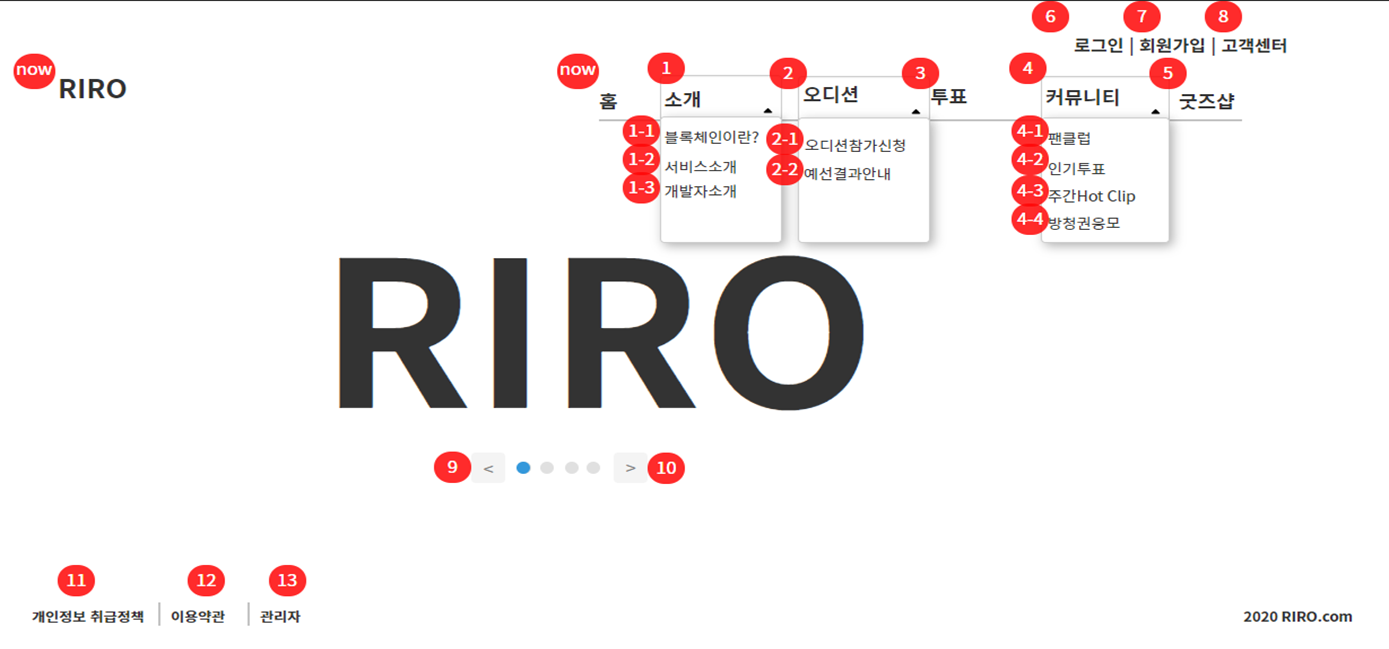 6 7 8
로그인 | 회원가입 | 고객센터
now RIRO
now 홈 1 소개 2 오디션 3 투표 4 커뮤니티 5 굿즈샵
1-1 블록체인이란?
1-2 서비스소개
1-3 개발자소개
2-1 오디션참가신청
2-2 예선결과안내
4-1 팬클럽
4-2 인기투표
4-3 주간Hot Clip
4-4 방청권응모
RIRO
9 < > 10
11 12 13
개인정보 취급정책 이용약관 관리자 2020 RIRO.com